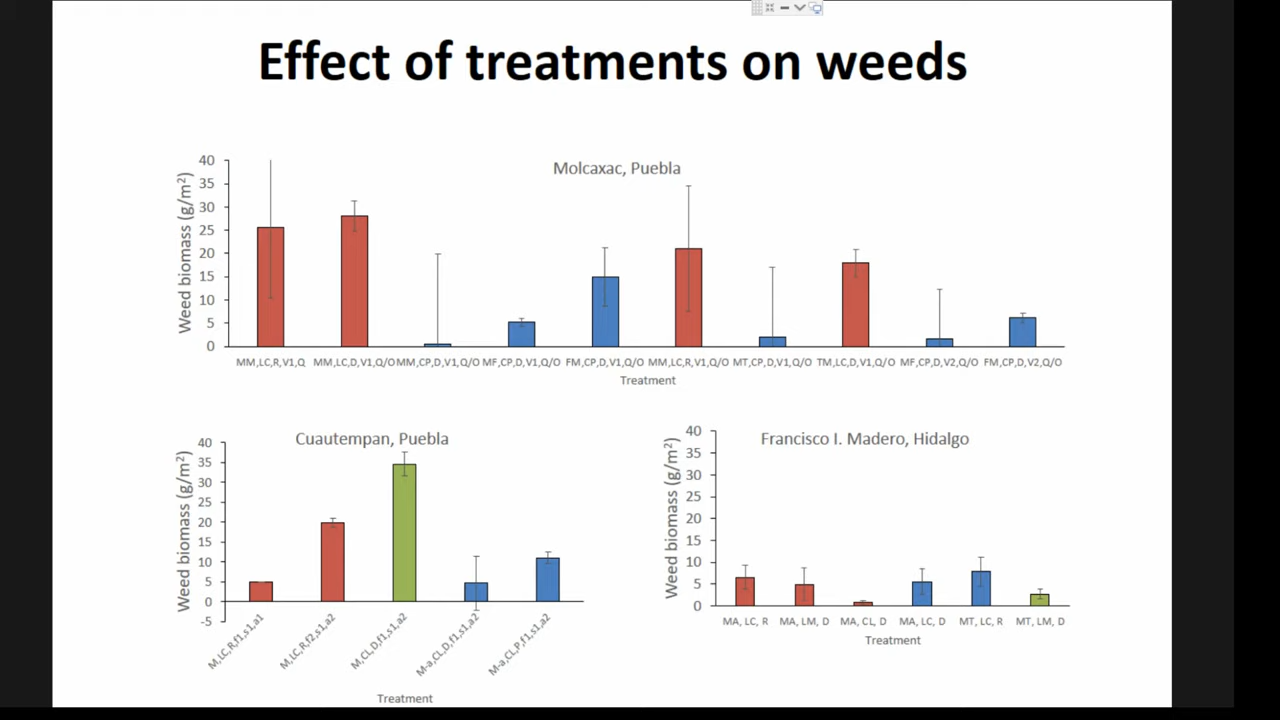 Effect of treatments on weeds
Molcaxac, Puebla
Weed biomass (g/m²)
40
35
30
25
20
15
10
5
0
MM,LC,R,V1,Q MM,LC,D,V1,Q/O MM,CP,D,V1,Q/O MF,CP,D,V1,Q/O FM,CP,D,V1,Q/O MM,LC,R,V1,Q/O MT,CP,D,V1,Q/O TM,LC,D,V1,Q/O MF,CP,D,V2,Q/O FM,CP,D,V2,Q/O
Treatment
Cuautempan, Puebla
Weed biomass (g/m²)
40
35
30
25
20
15
10
5
0
-5
M,LC,R,f1,s1,a1
M,LC,R,f2,s1,a2
M,CL,D,f1,s1,a2
M-a,CL,D,f1,s1,a2
M-a,CL,P,f1,s1,a2
Treatment
Francisco I. Madero, Hidalgo
Weed biomass (g/m²)
40
35
30
25
20
15
10
5
0
MA, LC, R MA, LM, D MA, CL, D MA, LC, D MT, LC, R MT, LM, D
Treatment